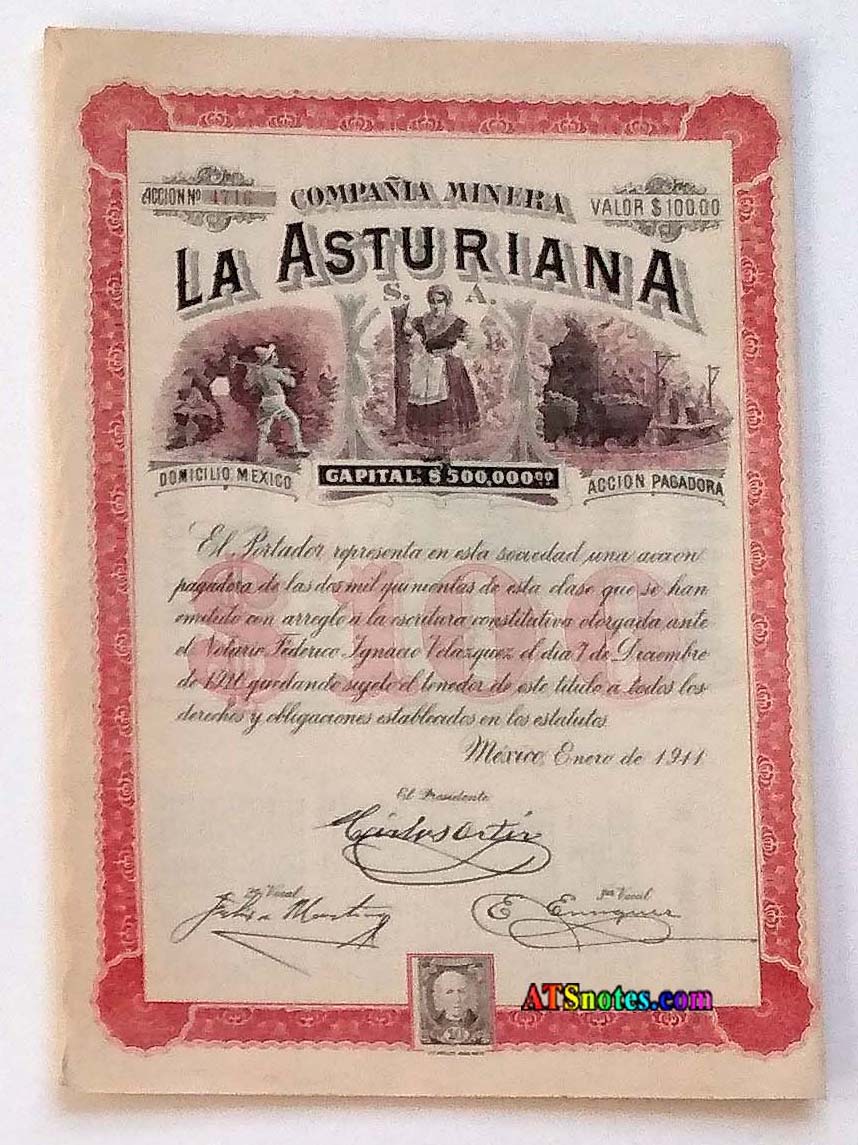 COMPAÑIA MINERA
ACCION Nº 1716
VALOR $ 100.00
LA ASTURIANA
S. A.
DOMICILIO MEXICO
CAPITAL: $ 500,000.00
ACCION PAGADORA
$100
El Portador representa en esta sociedad una accion
pagadora de las dos mil quinientas de esta clase que se han
emitido con arreglo á la escritura constitutiva otorgada ante
el Notario Federico Ignacio Velazquez el dia 7 de Diciembre
de 1910 quedando sujeto el tenedor de este titulo a todos los
derechos y obligaciones establecidos en los estatutos.
México, Enero de 1911
El Presidente
Vocal
Vocal
E Enriquez
ATSnotes.com